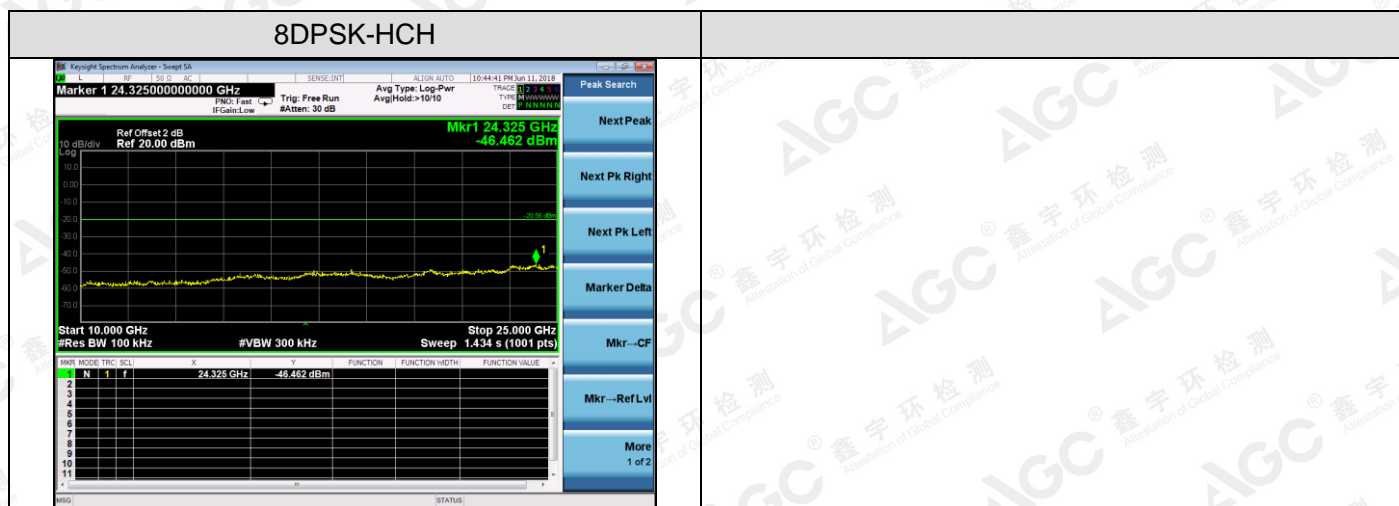 8DPSK-HCH
Keysight Spectrum Analyzer - Swept SA
L RF 50 Ω AC SENSE:INT ALIGN AUTO 10:44:41 PM Jun 11, 2018
Marker 1 24.325000000000 GHz
PNO: Fast
IFGain:Low
Trig: Free Run
#Atten: 30 dB
Avg Type: Log-Pwr
Avg|Hold:>10/10
TRACE 1 2 3 4 5 6
TYPE M W W W W W
DET P N N N N N
Peak Search
Mkr1 24.325 GHz
-46.462 dBm
Ref Offset 2 dB
10 dB/div Ref 20.00 dBm
Log
10.0
0.00
-10.0
-20.0
-20.56 dBm
-30.0
-40.0
1
-50.0
-60.0
-70.0
Start 10.000 GHz Stop 25.000 GHz
#Res BW 100 kHz #VBW 300 kHz Sweep 1.434 s (1001 pts)
MKR MODE TRC SCL X Y FUNCTION FUNCTION WIDTH FUNCTION VALUE
1 N 1 f 24.325 GHz -46.462 dBm
2
3
4
5
6
7
8
9
10
11
MSG STATUS
Next Peak
Next Pk Right
Next Pk Left
Marker Delta
Mkr→CF
Mkr→Ref Lvl
More
1 of 2
AGC
®鑫宇环检测
Attestation of Global Compliance